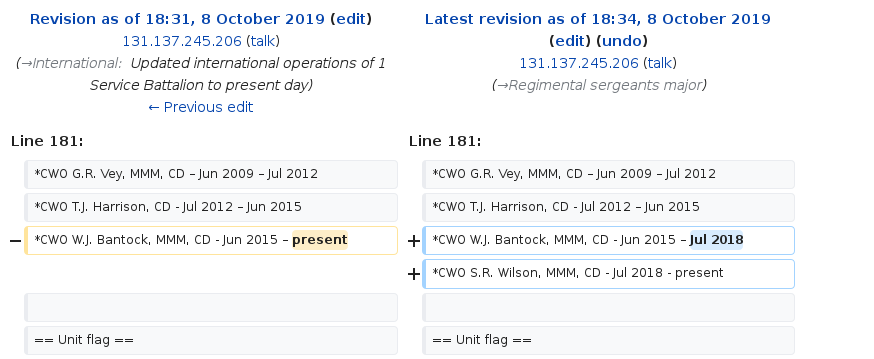 Revision as of 18:31, 8 October 2019 (edit)
131.137.245.206 (talk)
(→International: Updated international operations of 1
Service Battalion to present day)
← Previous edit
Latest revision as of 18:34, 8 October 2019
(edit) (undo)
131.137.245.206 (talk)
(→Regimental sergeants major)
Line 181:
Line 181:
*CWO G.R. Vey, MMM, CD – Jun 2009 – Jul 2012
*CWO G.R. Vey, MMM, CD – Jun 2009 – Jul 2012
*CWO T.J. Harrison, CD - Jul 2012 – Jun 2015
*CWO T.J. Harrison, CD - Jul 2012 – Jun 2015
− *CWO W.J. Bantock, MMM, CD - Jun 2015 – present
+ *CWO W.J. Bantock, MMM, CD - Jun 2015 – Jul 2018
+ *CWO S.R. Wilson, MMM, CD - Jul 2018 - present
== Unit flag ==
== Unit flag ==